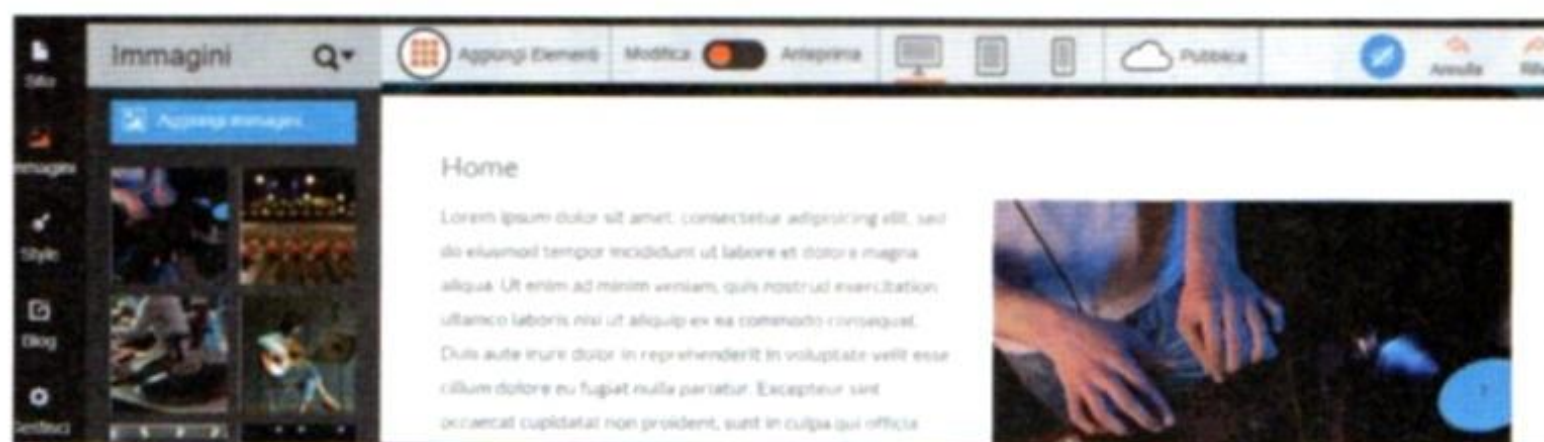 Sito
Immagini
Aggiungi Elementi
Modifica
Anteprima
Pubblica
Annulla
Aggiungi immagini
mmagini
Style
Blog
Gestisci
Home
Lorem ipsum dolor sit amet, consectetur adipisicing elit, sed
do eiusmod tempor incididunt ut labore et dolore magna
aliqua. Ut enim ad minim veniam, quis nostrud exercitation
ullamco laboris nisi ut aliquip ex ea commodo consequat.
Duis aute irure dolor in reprehenderit in voluptate velit esse
cillum dolore eu fugiat nulla pariatur. Excepteur sint
occaecat cupidatat non proident, sunt in culpa qui officia